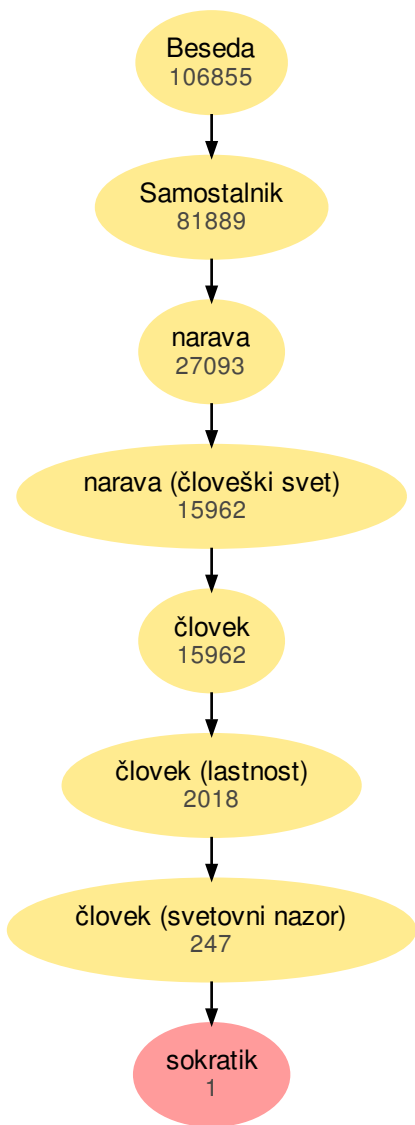 Beseda
106855
Samostalnik
81889
narava
27093
narava (človeški svet)
15962
človek
15962
človek (lastnost)
2018
človek (svetovni nazor)
247
sokratik
1